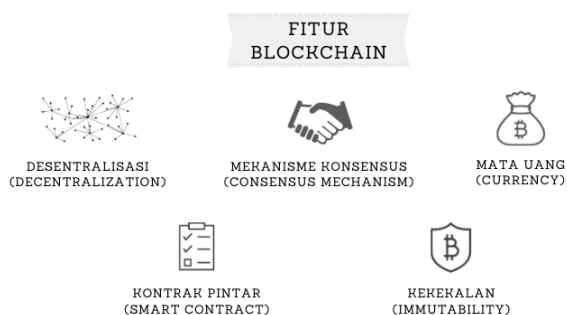 FITUR
BLOCKCHAIN
DESENTRALISASI
(DECENTRALIZATION)
MEKANISME KONSENSUS
(CONSENSUS MECHANISM)
MATA UANG
(CURRENCY)
KONTRAK PINTAR
(SMART CONTRACT)
KEKEKALAN
(IMMUTABILITY)